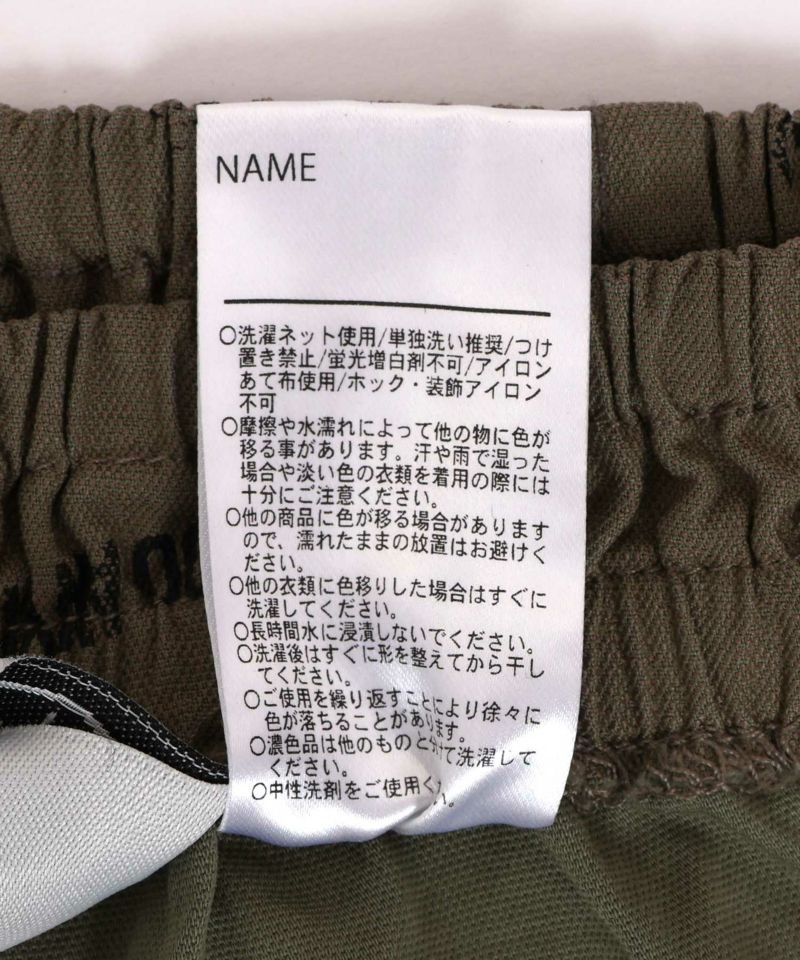 NAME
○洗濯ネット使用/単独洗い推奨/つけ
置き禁止/蛍光増白剤不可/アイロン
あて布使用/ホック・装飾アイロン
不可
○摩擦や水濡れによって他の物に色が
移る事があります。汗や雨で湿った
場合や淡い色の衣類を着用の際には
十分にご注意ください。
○他の商品に色が移る場合があります
ので、濡れたままの放置はお避けく
ださい。
○他の衣類に色移りした場合はすぐに
洗濯してください。
○長時間水に浸漬しないでください。
○洗濯後はすぐに形を整えてから干し
てください。
○ご使用を繰り返すことにより徐々に
色が落ちることがあります。
○濃色品は他のものと分けて洗濯して
ください。
○中性洗剤をご使用く